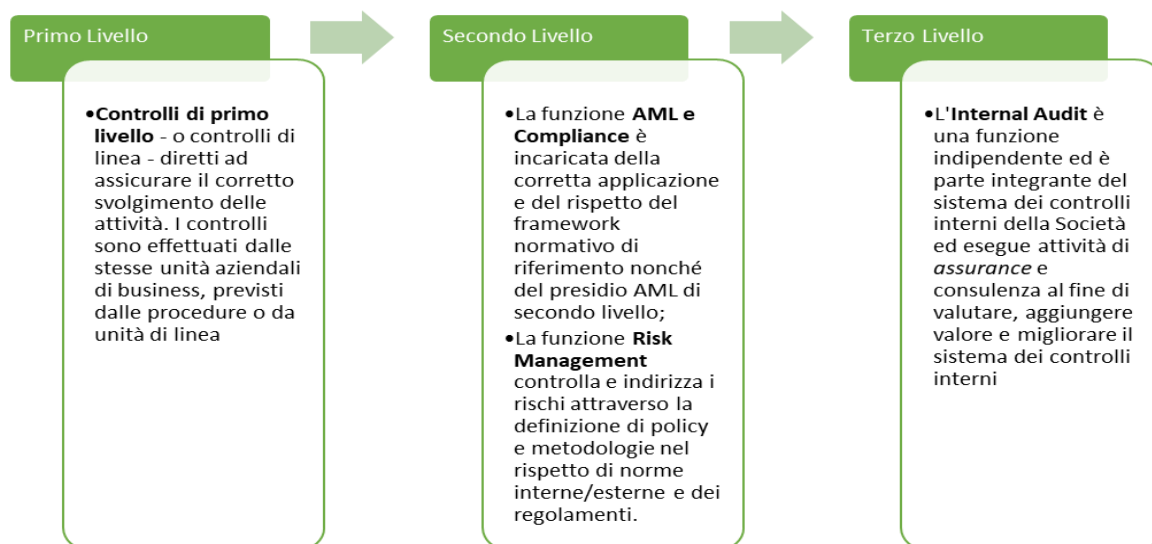 Primo Livello
•Controlli di primo
livello - o controlli di
linea - diretti ad
assicurare il corretto
svolgimento delle
attività. I controlli
sono effettuati dalle
stesse unità aziendali
di business, previsti
dalle procedure o da
unità di linea
Secondo Livello
•La funzione AML e
Compliance è
incaricata della
corretta applicazione
e del rispetto del
framework
normativo di
riferimento nonché
del presidio AML di
secondo livello;
•La funzione Risk
Management
controlla e indirizza i
rischi attraverso la
definizione di policy
e metodologie nel
rispetto di norme
interne/esterne e dei
regolamenti.
Terzo Livello
•L'Internal Audit è
una funzione
indipendente ed è
parte integrante del
sistema dei controlli
interni della Società
ed esegue attività di
assurance e
consulenza al fine di
valutare, aggiungere
valore e migliorare il
sistema dei controlli
interni